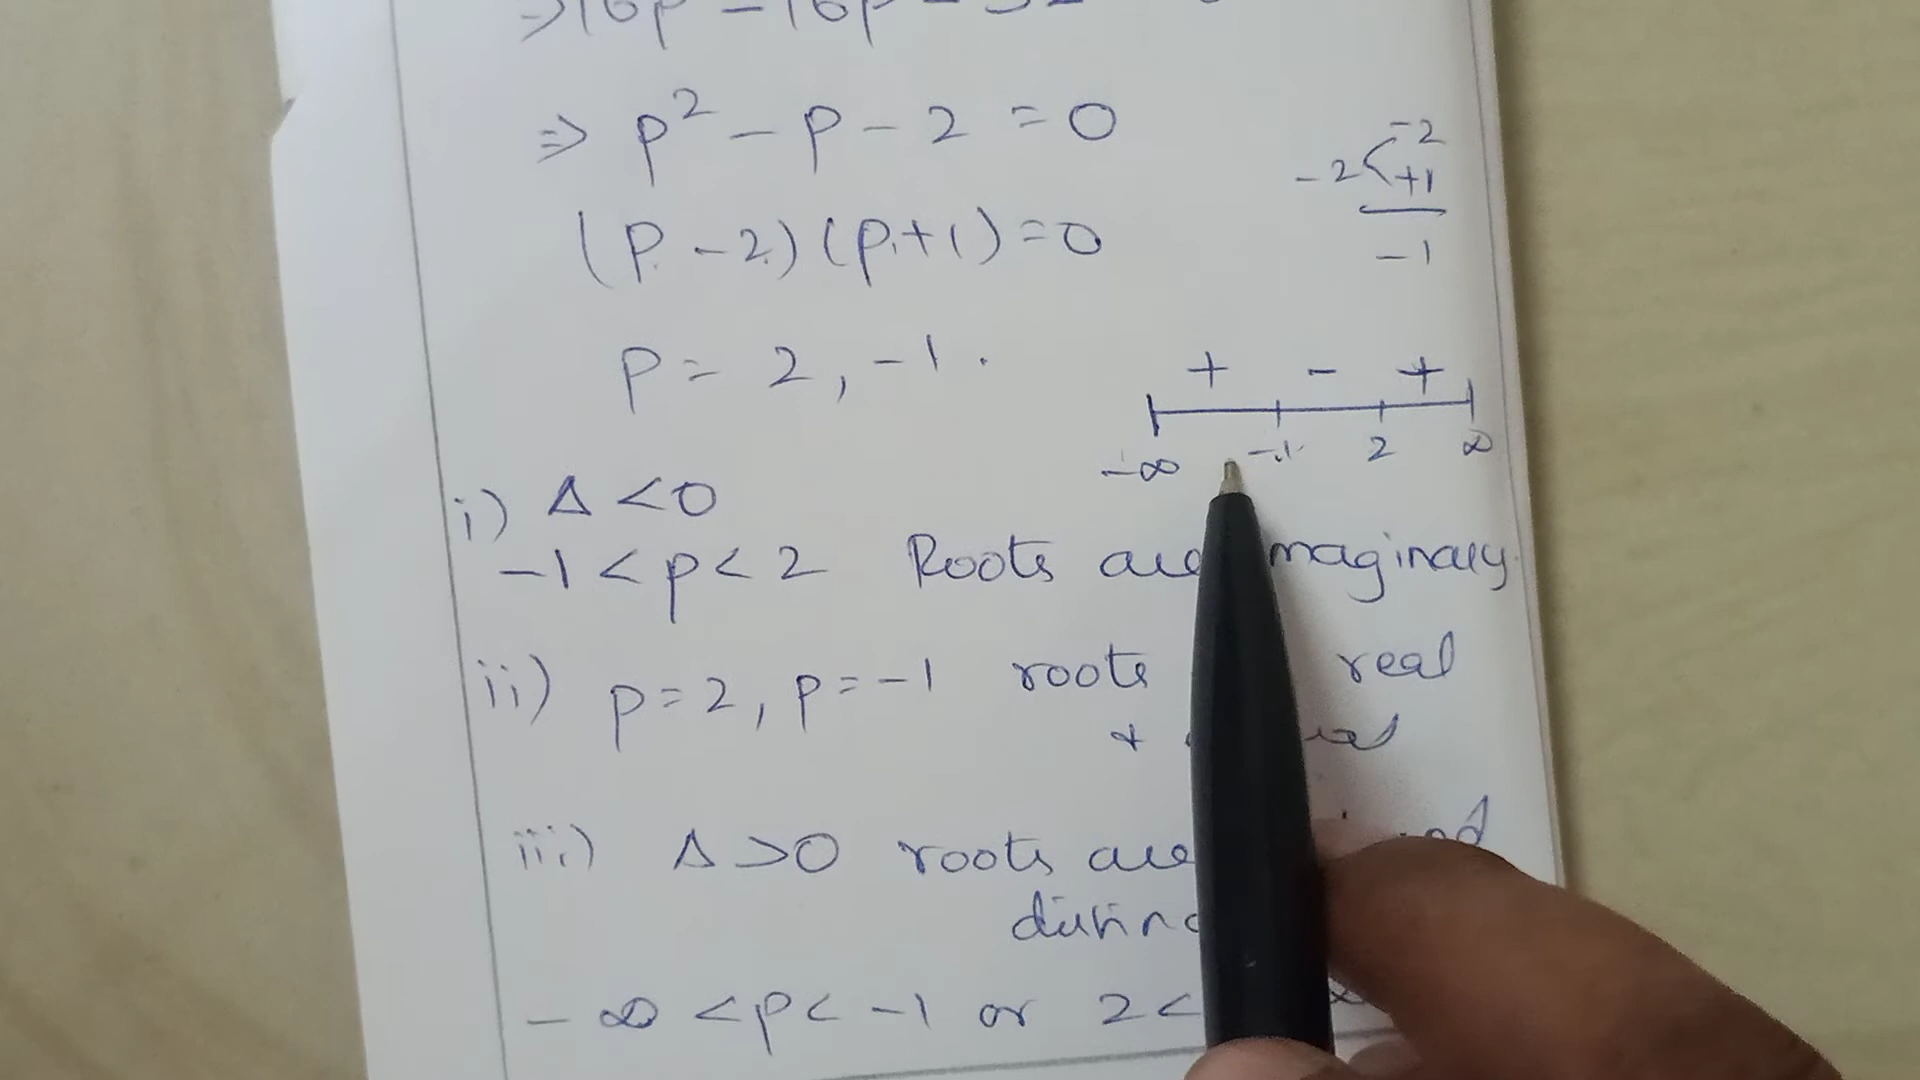 ⇒ p² - p - 2 = 0
-2 < -2
+1
-1
(p - 2) (p + 1) = 0
p = 2, -1.
+ - +
-∞ -1 2 ∞
i) Δ < 0
-1 < p < 2 Roots are imaginary.
ii) p = 2, p = -1 roots real
+
iii) Δ > 0 roots are
-∞ < p < -1 or 2 <